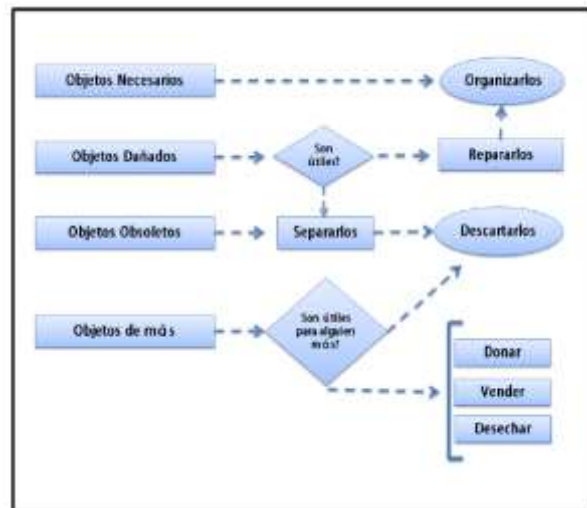 Objetos Necesarios
Organizarlos
Objetos Dañados
Son
útiles?
Repararlos
Objetos Obsoletos
Separarlos
Descartarlos
Objetos de más
Son útiles
para alguien
más?
Donar
Vender
Desechar